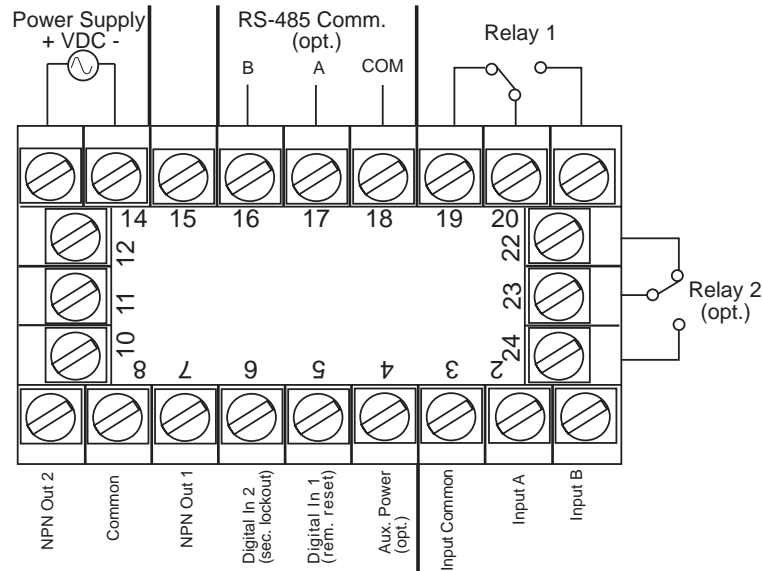 Power Supply
+ VDC -
RS-485 Comm.
(opt.)
B A COM
Relay 1
14 15 16 17 18 19 20
12
11
10
22
23
24
Relay 2
(opt.)
8 7 6 5 4 3 2
NPN Out 2
Common
NPN Out 1
Digital In 2
(sec. lockout)
Digital In 1
(rem. reset)
Aux. Power
(opt.)
Input Common
Input A
Input B